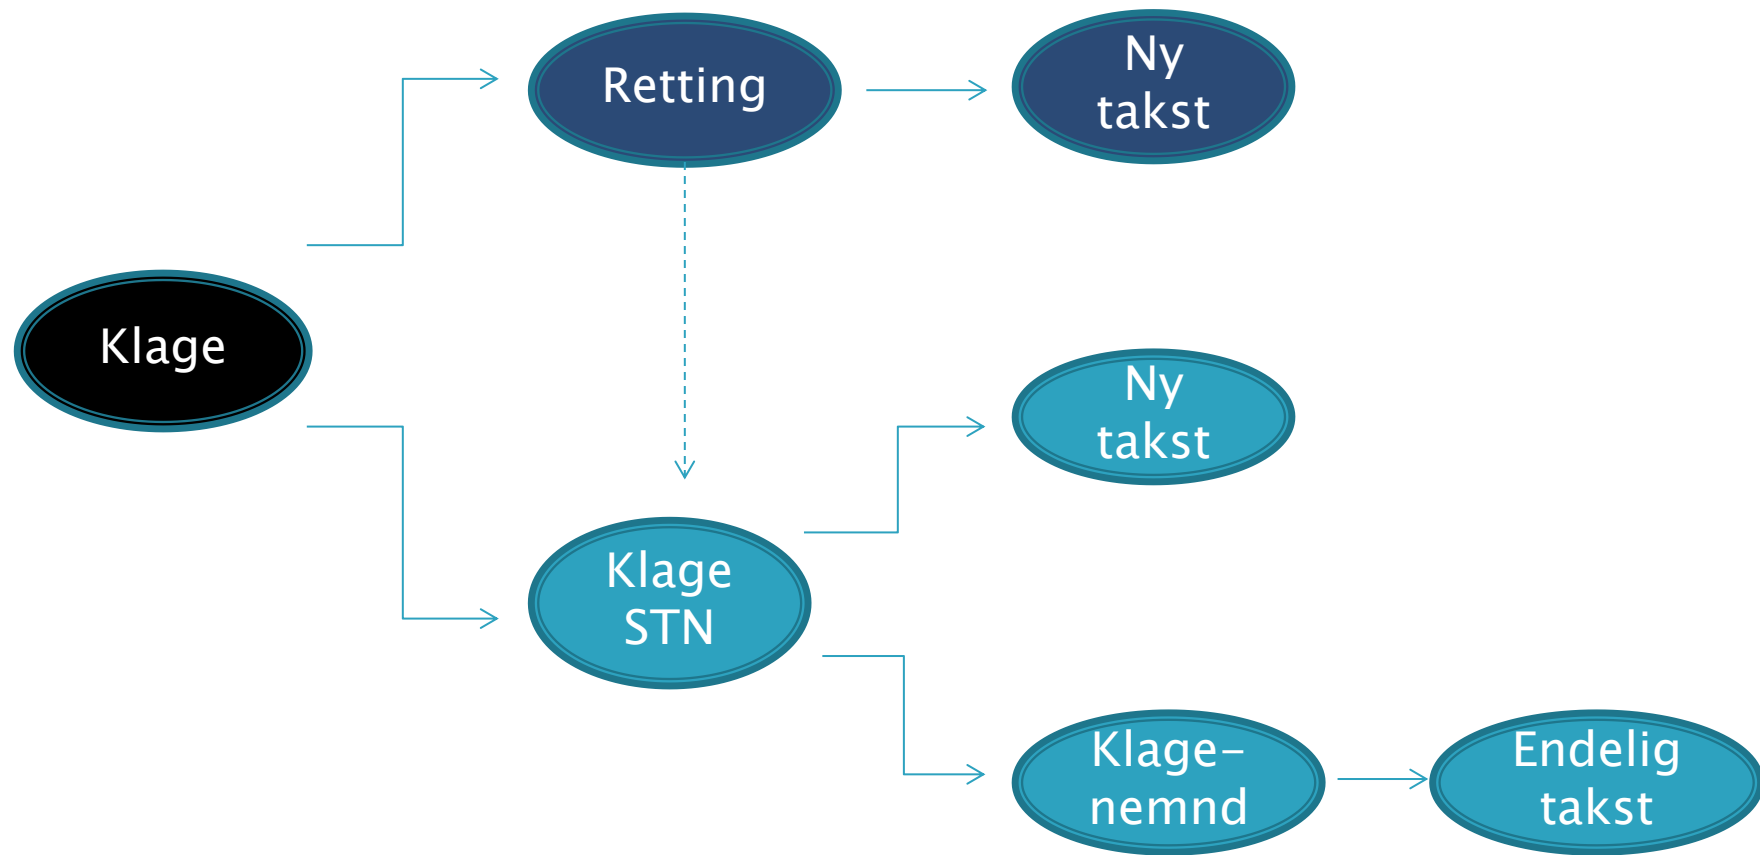 Retting
Ny
takst
Klage
Ny
takst
Klage
STN
Klage-
nemnd
Endelig
takst